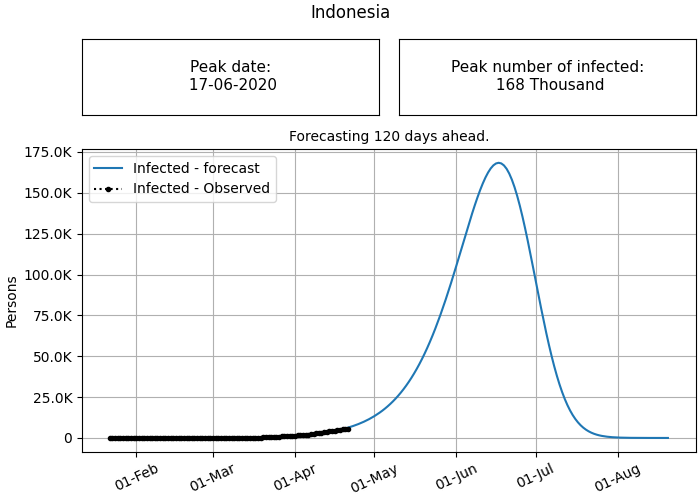 Indonesia
Peak date:
17-06-2020
Peak number of infected:
168 Thousand
Forecasting 120 days ahead.
Infected - forecast
Infected - Observed
Persons
175.0K
150.0K
125.0K
100.0K
75.0K
50.0K
25.0K
0
01-Feb
01-Mar
01-Apr
01-May
01-Jun
01-Jul
01-Aug